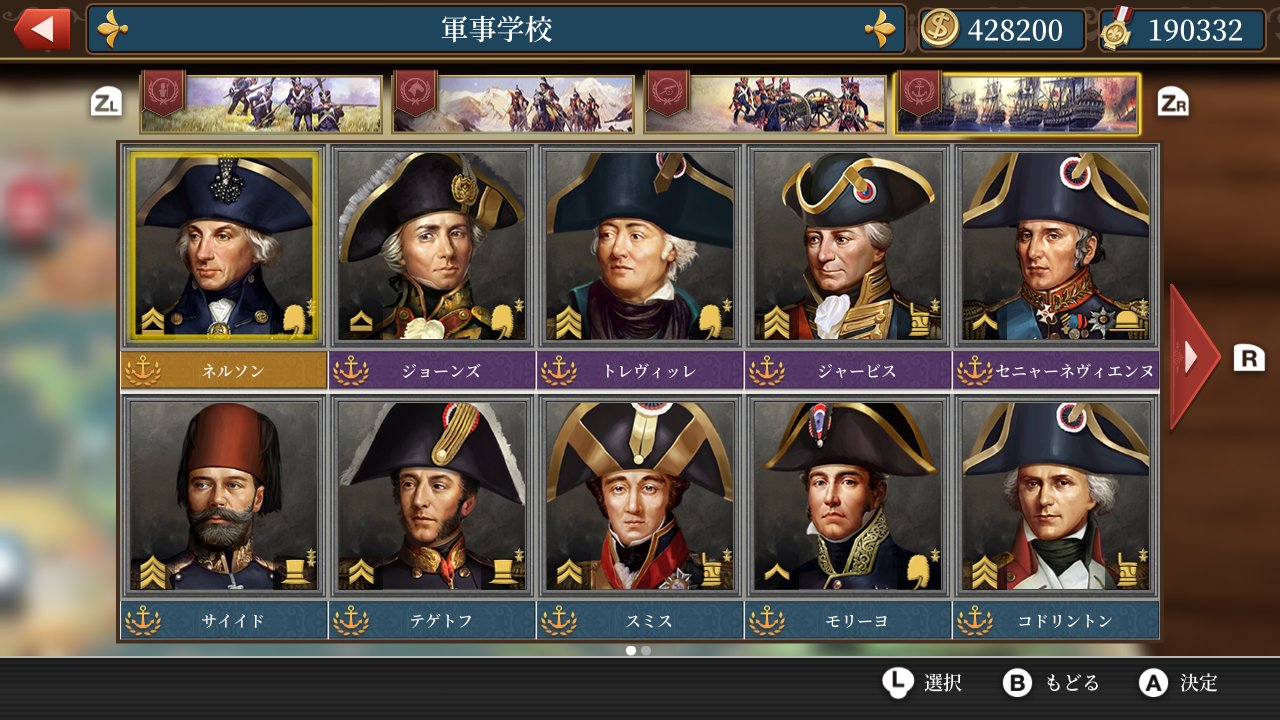 軍事学校
428200
190332
ZL
ZR
ネルソン
ジョーンズ
トレヴィッレ
ジャービス
セニャーネヴィエンヌ
R
サイイド
テゲトフ
スミス
モリーヨ
コドリントン
L 選択
B もどる
A 決定